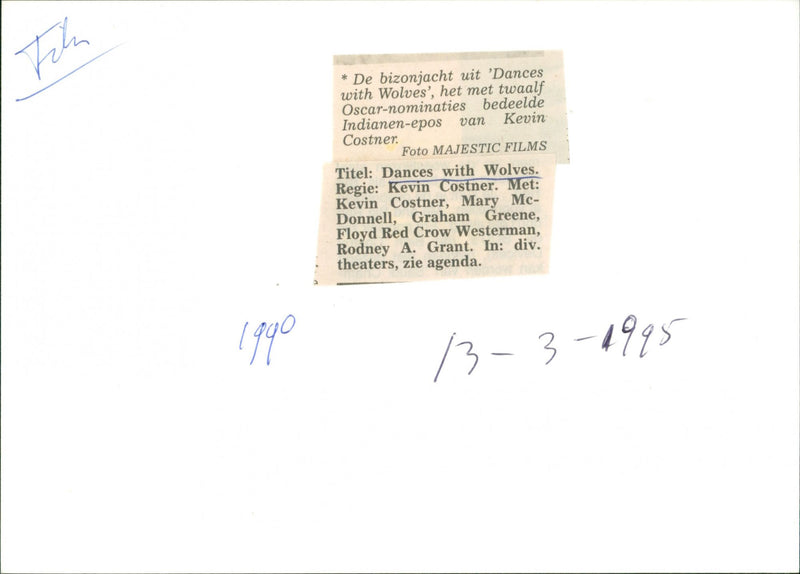 * De bizonjacht uit 'Dances
with Wolves', het met twaalf
Oscar-nominaties bedeelde
Indianen-epos van Kevin
Costner.
Foto MAJESTIC FILMS
Titel: Dances with Wolves.
Regie: Kevin Costner. Met:
Kevin Costner, Mary Mc-
Donnell, Graham Greene,
Floyd Red Crow Westerman,
Rodney A. Grant. In: div.
theaters, zie agenda.
1990
13-3-1995